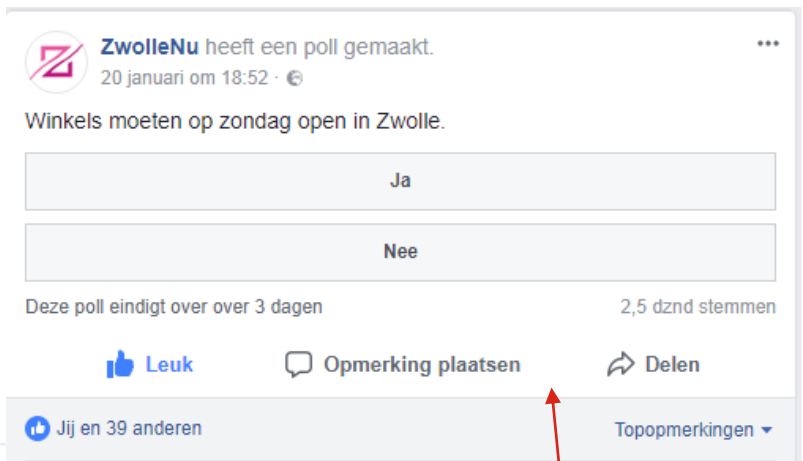 ZwolleNu heeft een poll gemaakt.
20 januari om 18:52 ·
Winkels moeten op zondag open in Zwolle.
Ja
Nee
Deze poll eindigt over over 3 dagen
2,5 dznd stemmen
Leuk Opmerking plaatsen Delen
Jij en 39 anderen Topopmerkingen